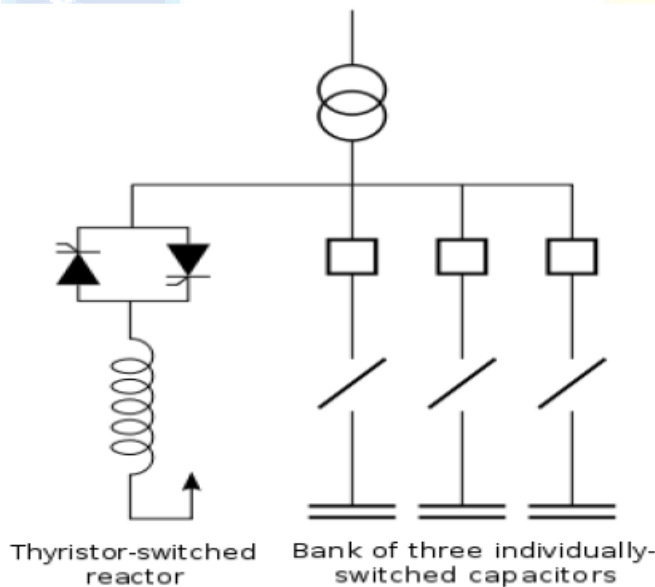 Thyristor-switched
reactor
Bank of three individually-
switched capacitors